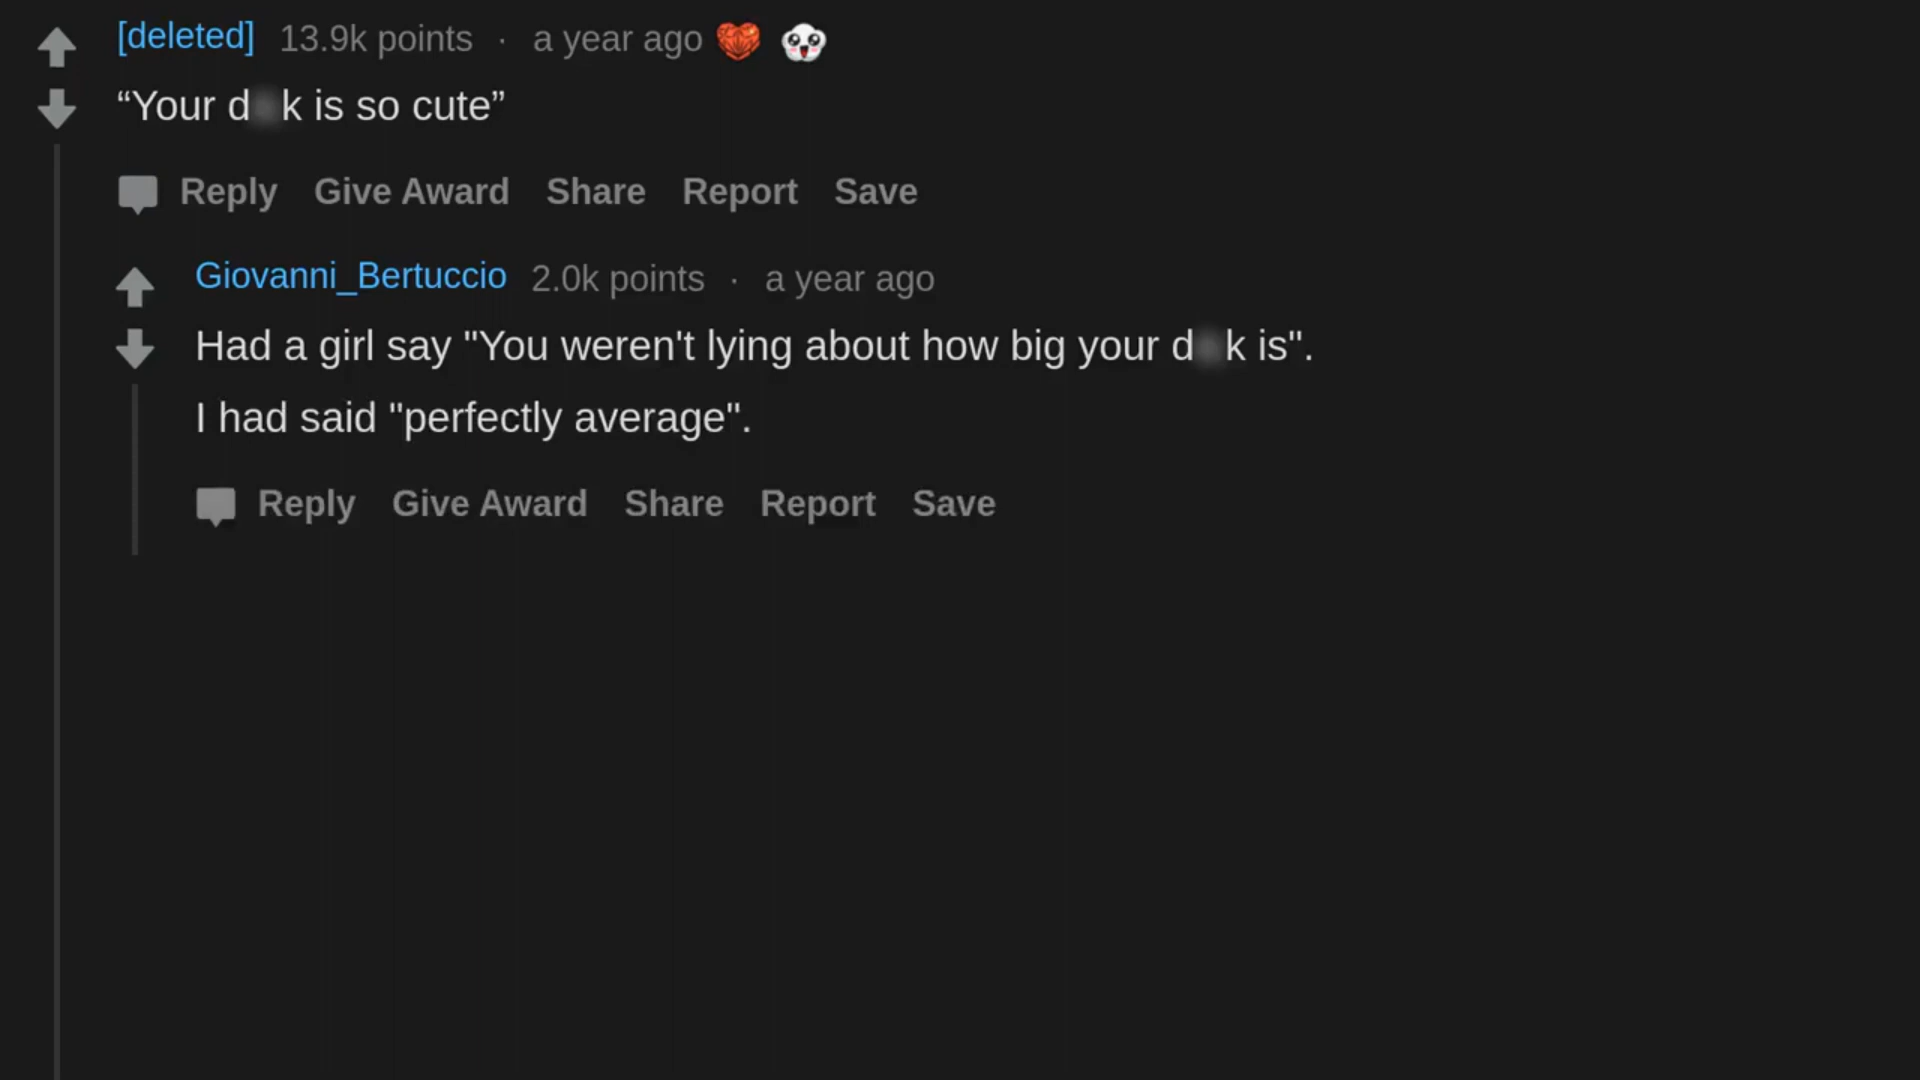 [deleted] 13.9k points · a year ago
“Your d k is so cute”
Reply Give Award Share Report Save
Giovanni_Bertuccio 2.0k points · a year ago
Had a girl say "You weren't lying about how big your d k is".
I had said "perfectly average".
Reply Give Award Share Report Save